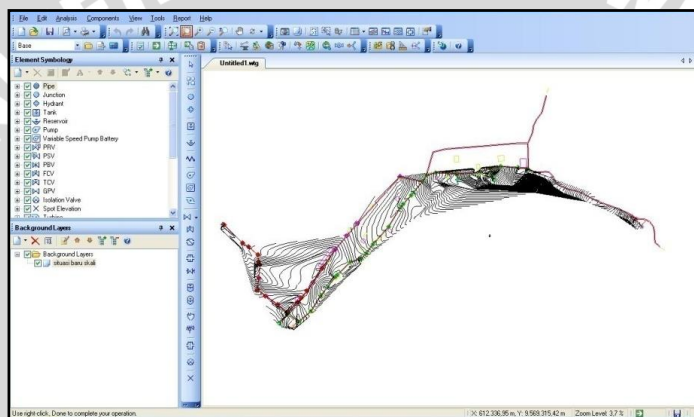 File Edit Analysis Components View Tools Report Help
Base
Element Symbology
Pipe
Junction
Hydrant
Tank
Reservoir
Pump
Variable Speed Pump Battery
PRV
PSV
PBV
FCV
TCV
GPV
Isolation Valve
Spot Elevation
Turbine
Background Layers
Background Layers
situasi baru skali
Untitled1.wtg
Use right click, Done to complete your operation.
X: 612.336,95 m, Y: 9.569.315,42 m Zoom Level: 3,7 %